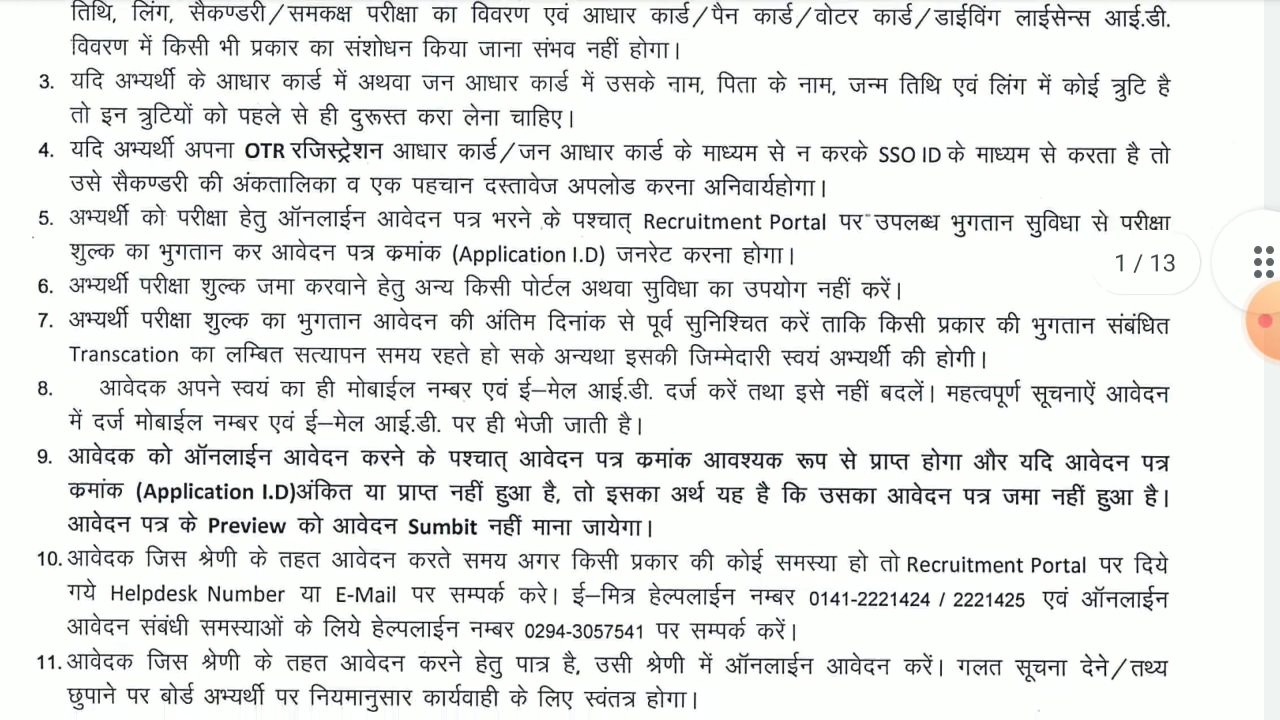 तिथि, लिंग, सैकण्डरी/समकक्ष परीक्षा का विवरण एवं आधार कार्ड/पैन कार्ड/वोटर कार्ड/डाईविंग लाईसेन्स आई.डी.
विवरण में किसी भी प्रकार का संशोधन किया जाना संभव नहीं होगा।
3. यदि अभ्यर्थी के आधार कार्ड में अथवा जन आधार कार्ड में उसके नाम, पिता के नाम, जन्म तिथि एवं लिंग में कोई त्रुटि है
तो इन त्रुटियों को पहले से ही दुरूस्त करा लेना चाहिए।
4. यदि अभ्यर्थी अपना OTR रजिस्ट्रेशन आधार कार्ड/जन आधार कार्ड के माध्यम से न करके SSO ID के माध्यम से करता है तो
उसे सैकण्डरी की अंकतालिका व एक पहचान दस्तावेज अपलोड करना अनिवार्यहोगा।
5. अभ्यर्थी को परीक्षा हेतु ऑनलाईन आवेदन पत्र भरने के पश्चात् Recruitment Portal पर उपलब्ध भुगतान सुविधा से परीक्षा
शुल्क का भुगतान कर आवेदन पत्र क्रमांक (Application I.D) जनरेट करना होगा।
1 / 13
6. अभ्यर्थी परीक्षा शुल्क जमा करवाने हेतु अन्य किसी पोर्टल अथवा सुविधा का उपयोग नहीं करें।
7. अभ्यर्थी परीक्षा शुल्क का भुगतान आवेदन की अंतिम दिनांक से पूर्व सुनिश्चित करें ताकि किसी प्रकार की भुगतान संबंधित
Transcation का लम्बित सत्यापन समय रहते हो सके अन्यथा इसकी जिम्मेदारी स्वयं अभ्यर्थी की होगी।
8. आवेदक अपने स्वयं का ही मोबाईल नम्बर एवं ई–मेल आई.डी. दर्ज करें तथा इसे नहीं बदलें। महत्वपूर्ण सूचनाऐं आवेदन
में दर्ज मोबाईल नम्बर एवं ई–मेल आई.डी. पर ही भेजी जाती है।
9. आवेदक को ऑनलाईन आवेदन करने के पश्चात् आवेदन पत्र क्रमांक आवश्यक रूप से प्राप्त होगा और यदि आवेदन पत्र
क्रमांक (Application I.D)अंकित या प्राप्त नहीं हुआ है, तो इसका अर्थ यह है कि उसका आवेदन पत्र जमा नहीं हुआ है।
आवेदन पत्र के Preview को आवेदन Sumbit नहीं माना जायेगा।
10. आवेदक जिस श्रेणी के तहत आवेदन करते समय अगर किसी प्रकार की कोई समस्या हो तो Recruitment Portal पर दिये
गये Helpdesk Number या E-Mail पर सम्पर्क करे। ई–मित्र हेल्पलाईन नम्बर 0141-2221424 / 2221425 एवं ऑनलाईन
आवेदन संबंधी समस्याओं के लिये हेल्पलाईन नम्बर 0294-3057541 पर सम्पर्क करें।
11. आवेदक जिस श्रेणी के तहत आवेदन करने हेतु पात्र है, उसी श्रेणी में ऑनलाईन आवेदन करें। गलत सूचना देने/तथ्य
छुपाने पर बोर्ड अभ्यर्थी पर नियमानुसार कार्यवाही के लिए स्वंतत्र होगा।